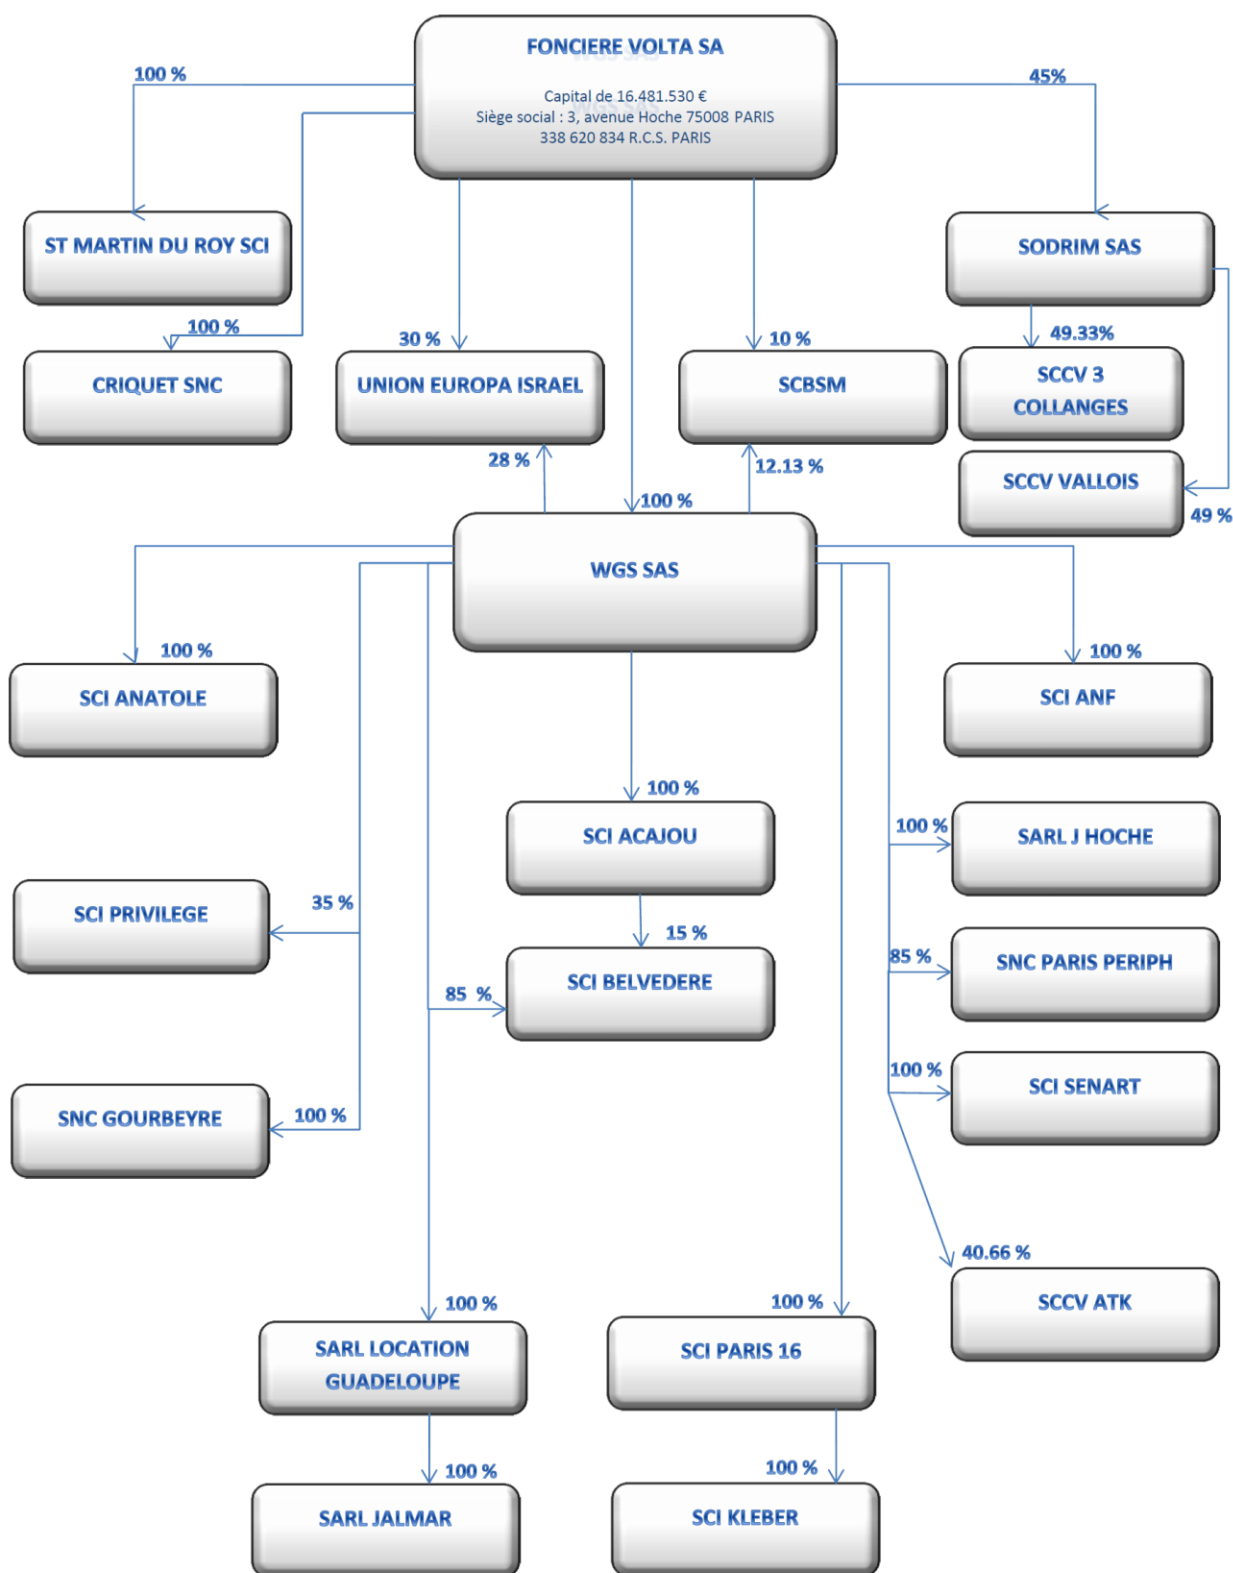 FONCIERE VOLTA SA
WGS SAS
Capital de 16.481.530 €
WGS SAS
Siège social : 3, avenue Hoche 75008 PARIS
338 620 834 R.C.S. PARIS
100 %
45%
ST MARTIN DU ROY SCI
SODRIM SAS
100 %
30 %
10 %
49.33%
CRIQUET SNC
UNION EUROPA ISRAEL
SCBSM
SCCV 3
COLLANGES
28 %
12.13 %
SCCV VALLOIS
49 %
100 %
WGS SAS
100 %
100 %
SCI ANATOLE
SCI ANF
100 %
SCI ACAJOU
100 %
SARL J HOCHE
35 %
SCI PRIVILEGE
15 %
SCI BELVEDERE
85 %
SNC PARIS PERIPH
85 %
100 %
SCI SENART
SNC GOURBEYRE
100 %
40.66 %
SCCV ATK
100 %
100 %
SARL LOCATION
GUADELOUPE
SCI PARIS 16
100 %
100 %
SARL JALMAR
SCI KLEBER